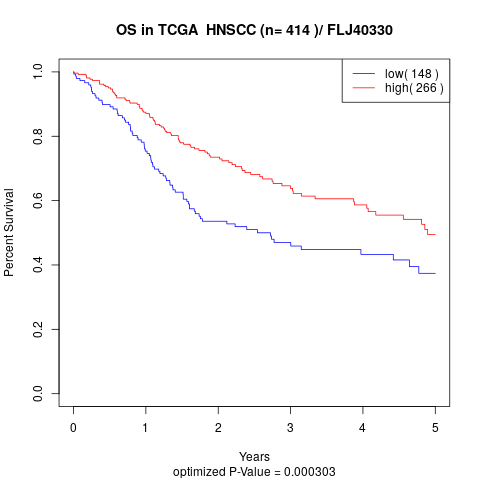 OS in TCGA  HNSCC (n= 414 )/ FLJ40330
low( 148 )
high( 266 )
1.0
0.8
0.6
0.4
0.2
0.0
Percent Survival
0 1 2 3 4 5
Years
optimized P-Value = 0.000303